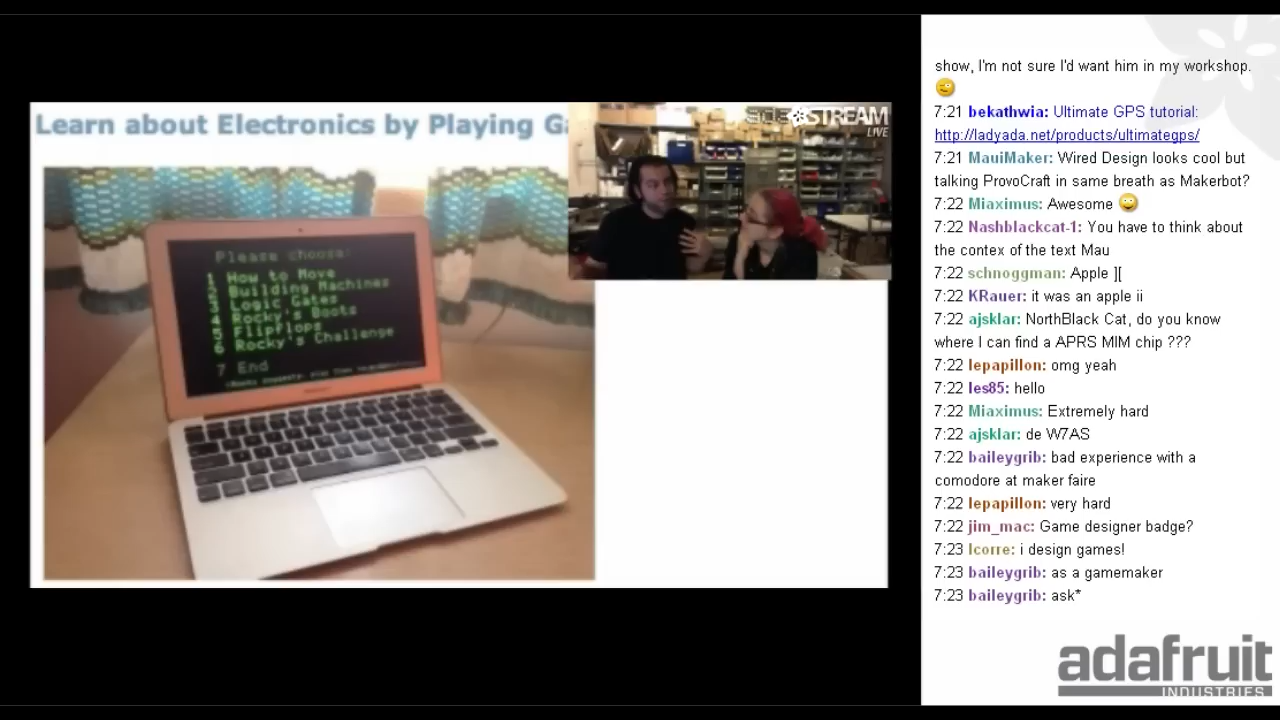 Learn about Electronics by Playing Ga
STREAM
LIVE
Please choose:
1 How to Move
2 Building Machines
3 Logic Gates
4 Rocky's Boots
5 Flipflops
6 Rocky's Challenge
7 End
show, I'm not sure I'd want him in my workshop.
7:21 bekathwia: Ultimate GPS tutorial:
http://ladyada.net/products/ultimategps/
7:21 MauiMaker: Wired Design looks cool but
talking ProvoCraft in same breath as Makerbot?
7:22 Miaximus: Awesome
7:22 Nashblackcat-1: You have to think about
the contex of the text Mau
7:22 schnoggman: Apple ][
7:22 KRauer: it was an apple ii
7:22 ajsklar: NorthBlack Cat, do you know
where I can find a APRS MIM chip ???
7:22 lepapillon: omg yeah
7:22 les85: hello
7:22 Miaximus: Extremely hard
7:22 ajsklar: de W7AS
7:22 baileygrib: bad experience with a
comodore at maker faire
7:22 lepapillon: very hard
7:22 jim_mac: Game designer badge?
7:23 lcorre: i design games!
7:23 baileygrib: as a gamemaker
7:23 baileygrib: ask*
adafruit
INDUSTRIES